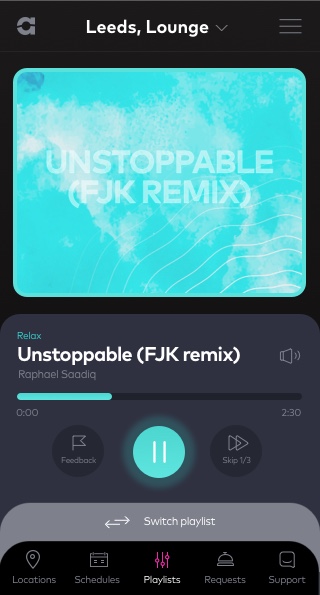 Leeds, Lounge
UNSTOPPABLE
(FJK REMIX)
Relax
Unstoppable (FJK remix)
Raphael Saadiq
0:00
2:30
Feedback
Skip 1/3
Switch playlist
Locations
Schedules
Playlists
Requests
Support